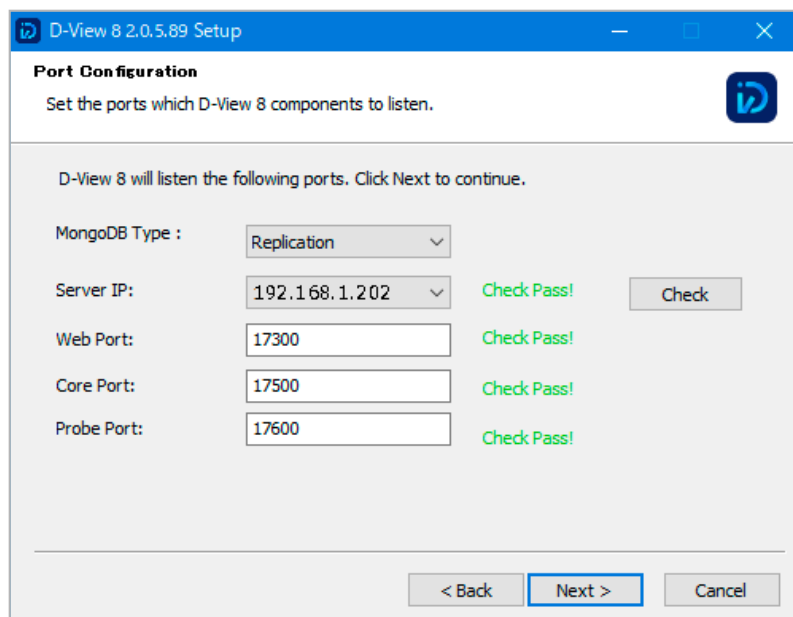 D-View 8 2.0.5.89 Setup
Port Configuration
Set the ports which D-View 8 components to listen.
D-View 8 will listen the following ports. Click Next to continue.
MongoDB Type : Replication
Server IP: 192.168.1.202 Check Pass! Check
Web Port: 17300 Check Pass!
Core Port: 17500 Check Pass!
Probe Port: 17600 Check Pass!
< Back Next > Cancel